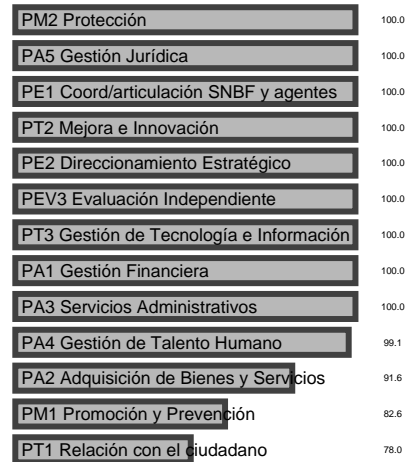 PM2 Protección 100.0
PA5 Gestión Jurídica 100.0
PE1 Coord/articulación SNBF y agentes 100.0
PT2 Mejora e Innovación 100.0
PE2 Direccionamiento Estratégico 100.0
PEV3 Evaluación Independiente 100.0
PT3 Gestión de Tecnología e Información 100.0
PA1 Gestión Financiera 100.0
PA3 Servicios Administrativos 100.0
PA4 Gestión de Talento Humano 99.1
PA2 Adquisición de Bienes y Servicios 91.6
PM1 Promoción y Prevención 82.6
PT1 Relación con el ciudadano 78.0